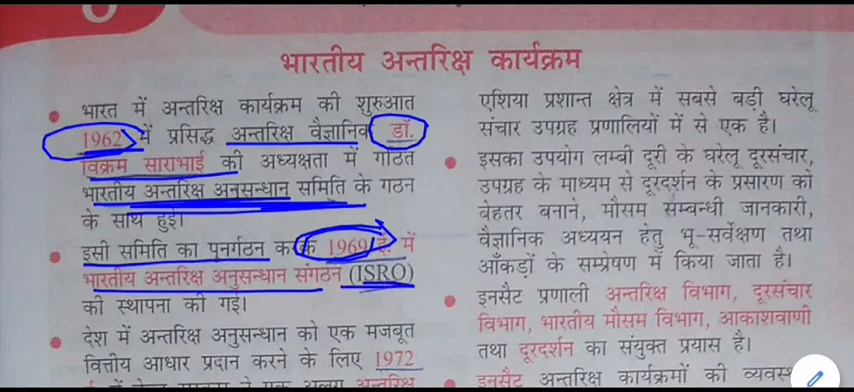 भारतीय अन्तरिक्ष कार्यक्रम
भारत में अन्तरिक्ष कार्यक्रम की शुरुआत
1962 में प्रसिद्ध अन्तरिक्ष वैज्ञानिक डॉ.
विक्रम साराभाई की अध्यक्षता में गठित
भारतीय अन्तरिक्ष अनुसन्धान समिति के गठन
के साथ हुई।
इसी समिति का पुनर्गठन करके 1969 ई. में
भारतीय अन्तरिक्ष अनुसन्धान संगठन (ISRO)
की स्थापना की गई।
देश में अन्तरिक्ष अनुसन्धान को एक मजबूत
वित्तीय आधार प्रदान करने के लिए 1972
एशिया प्रशान्त क्षेत्र में सबसे बड़ी घरेलू
संचार उपग्रह प्रणालियों में से एक है।
इसका उपयोग लम्बी दूरी के घरेलू दूरसंचार,
उपग्रह के माध्यम से दूरदर्शन के प्रसारण को
बेहतर बनाने, मौसम सम्बन्धी जानकारी,
वैज्ञानिक अध्ययन हेतु भू-सर्वेक्षण तथा
आँकड़ों के सम्प्रेषण में किया जाता है।
इनसैट प्रणाली अन्तरिक्ष विभाग, दूरसंचार
विभाग, भारतीय मौसम विभाग, आकाशवाणी
तथा दूरदर्शन का संयुक्त प्रयास है।
इनसैट अन्तरिक्ष कार्यक्रमों की